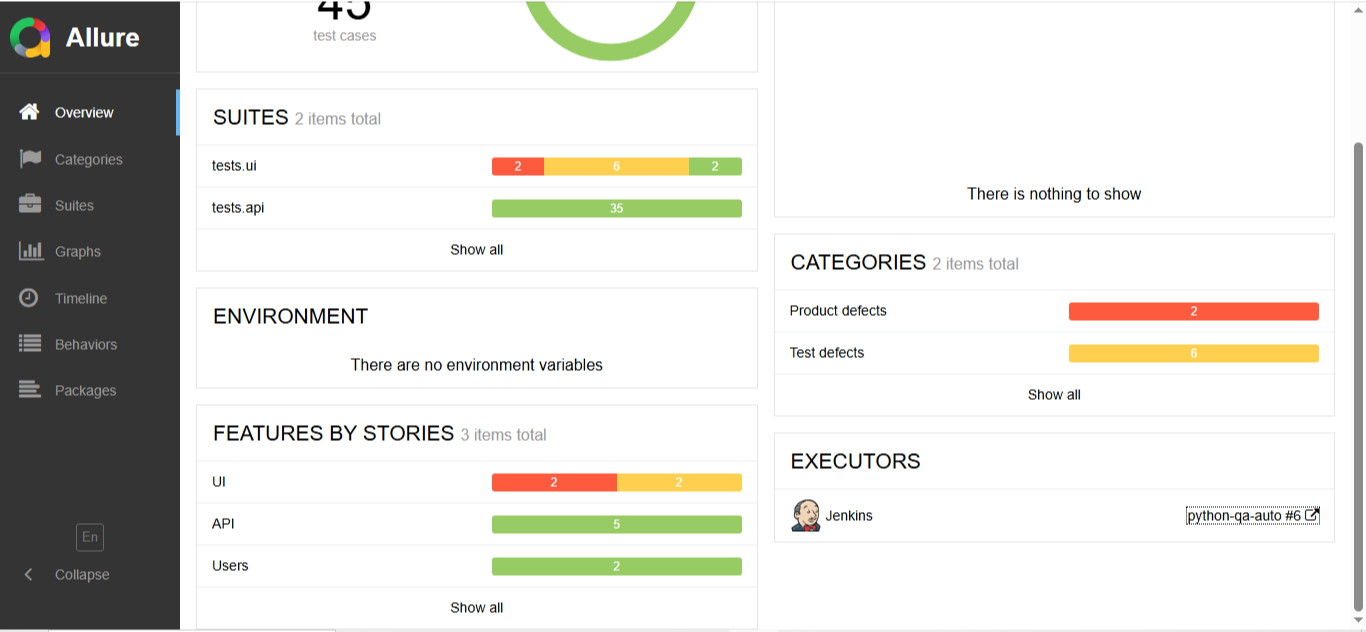 Allure
Overview
Categories
Suites
Graphs
Timeline
Behaviors
Packages
En
Collapse
45
test cases
SUITES 2 items total
tests.ui 2 6 2
tests.api 35
Show all
ENVIRONMENT
There are no environment variables
FEATURES BY STORIES 3 items total
UI 2 2
API 5
Users 2
Show all
There is nothing to show
CATEGORIES 2 items total
Product defects 2
Test defects 6
Show all
EXECUTORS
Jenkins python-qa-auto #6